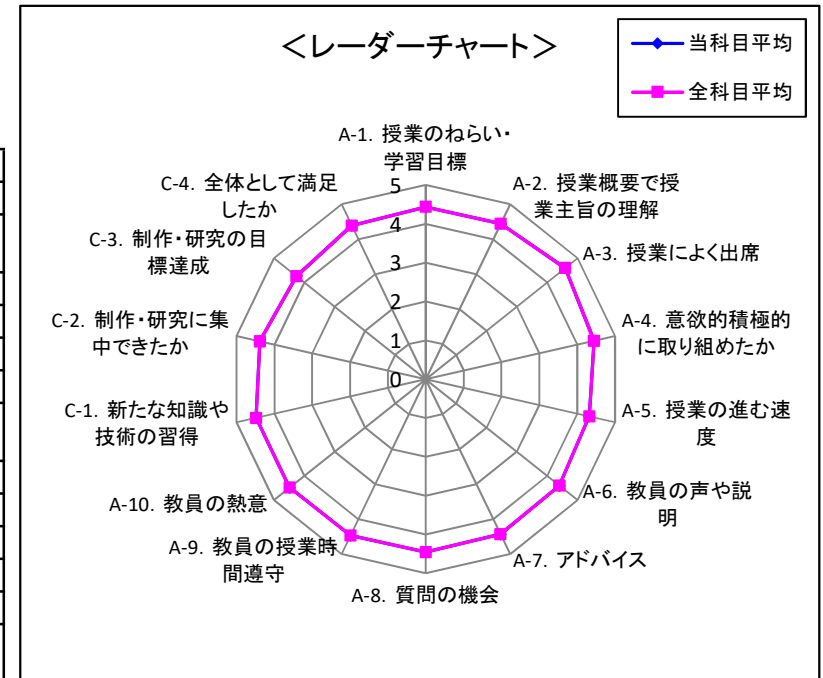 ＜レーダーチャート＞
当科目平均
全科目平均
A-1. 授業のねらい・
学習目標
A-2. 授業概要で授
業主旨の理解
A-3. 授業によく出席
A-4. 意欲的積極的
に取り組めたか
A-5. 授業の進む速
度
A-6. 教員の声や説
明
A-7. アドバイス
A-8. 質問の機会
A-9. 教員の授業時
間遵守
A-10. 教員の熱意
C-1. 新たな知識や
技術の習得
C-2. 制作・研究に集
中できたか
C-3. 制作・研究の目
標達成
C-4. 全体として満足
したか
5
4
3
2
1
0